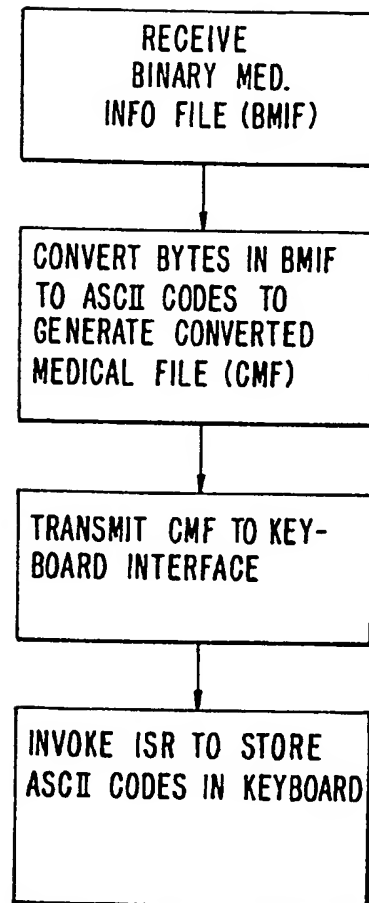 RECEIVE
BINARY MED.
INFO FILE (BMIF)
CONVERT BYTES IN BMIF
TO ASCII CODES TO
GENERATE CONVERTED
MEDICAL FILE (CMF)
TRANSMIT CMF TO KEY-
BOARD INTERFACE
INVOKE ISR TO STORE
ASCII CODES IN KEYBOARD